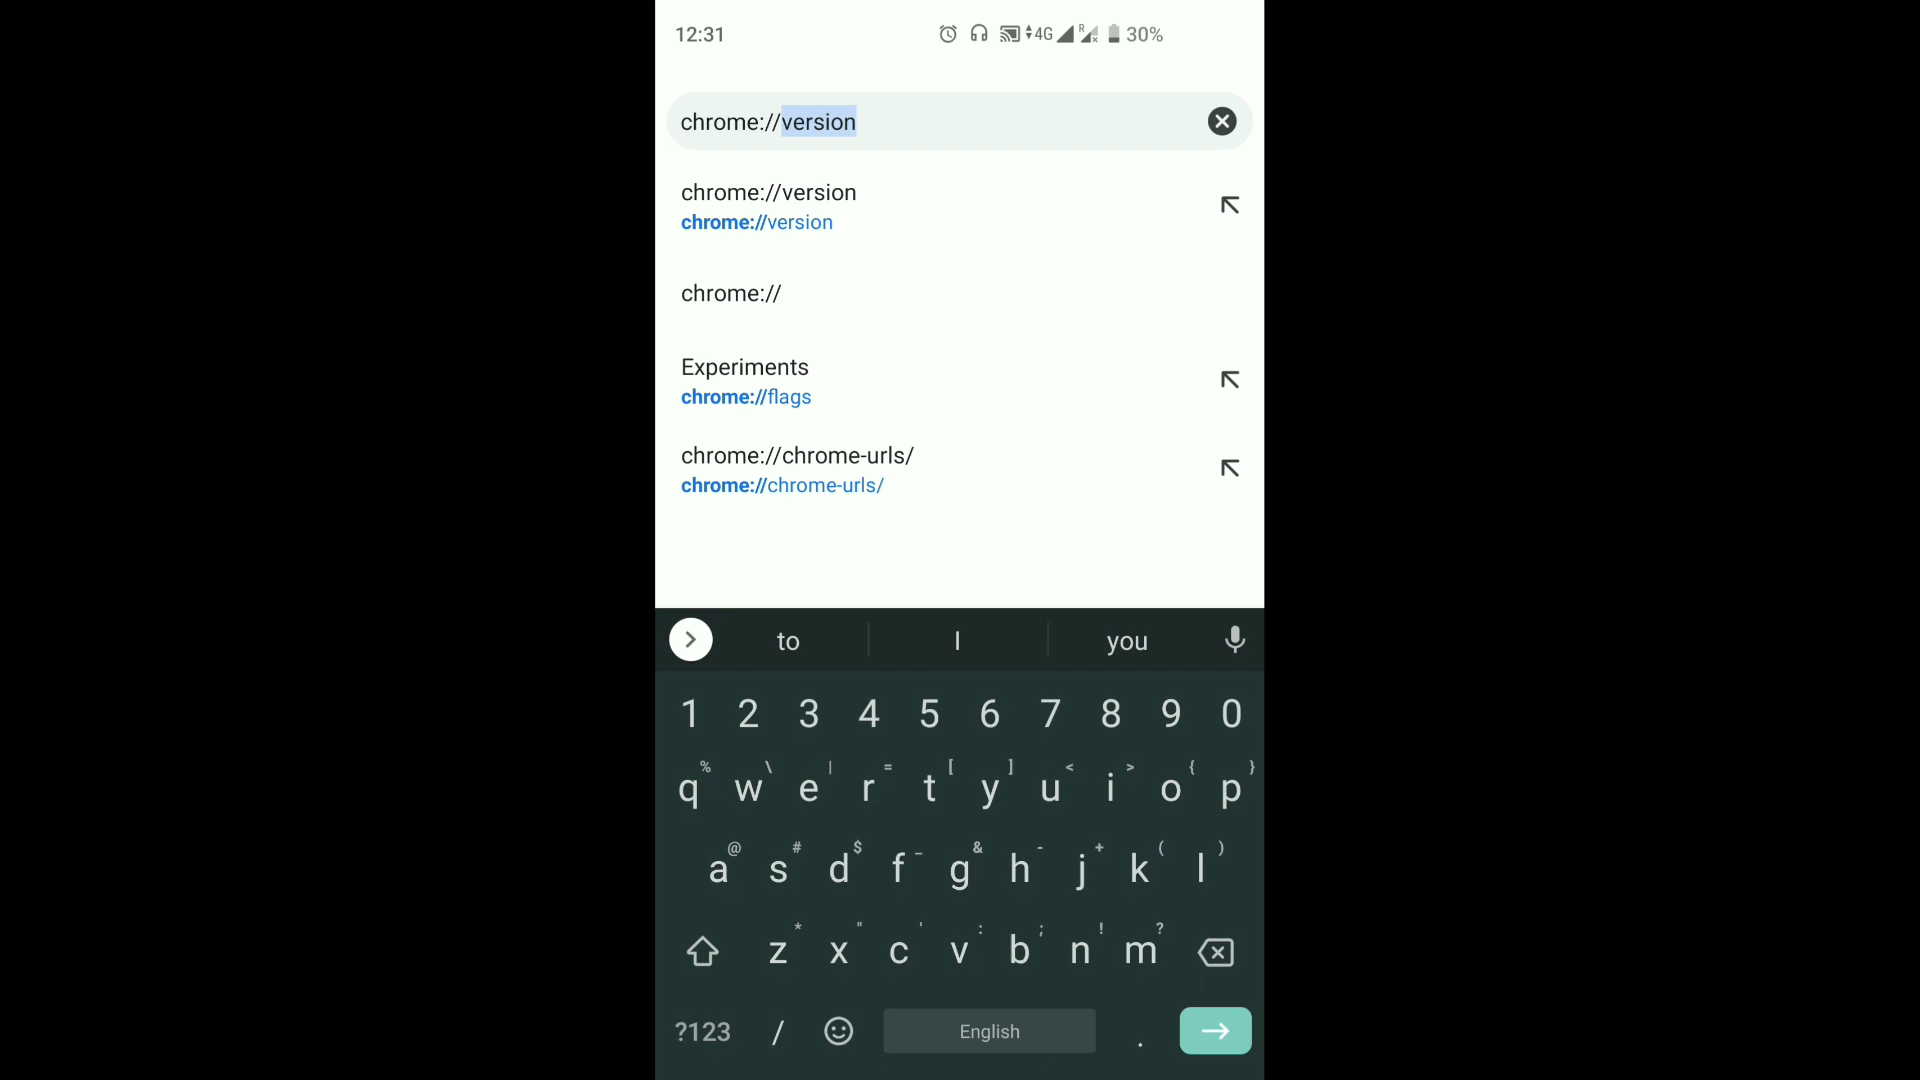 12:31
4G R 30%
chrome://version
chrome://version
chrome://version
chrome://
Experiments
chrome://flags
chrome://chrome-urls/
chrome://chrome-urls/
to I you
1 2 3 4 5 6 7 8 9 0
% \ | = [ ] < > { }
q w e r t y u i o p
@ # $ _ & - + ( )
a s d f g h j k l
* " ' : ; ! ?
z x c v b n m
?123 / English .